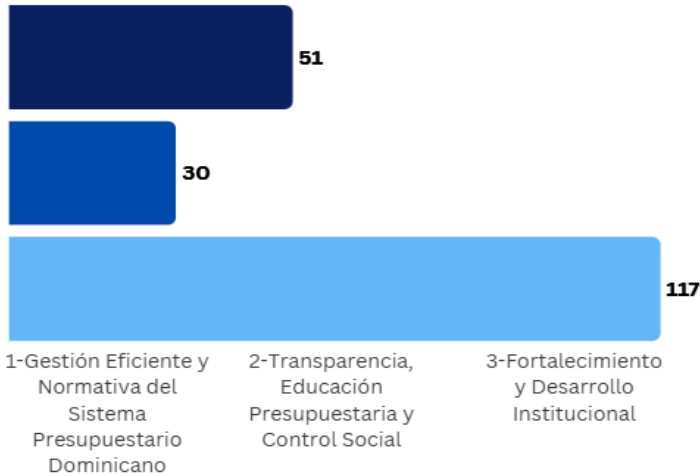 51
30
117
1-Gestión Eficiente y
Normativa del
Sistema
Presupuestario
Dominicano
2-Transparencia,
Educación
Presupuestaria y
Control Social
3-Fortalecimiento
y Desarrollo
Institucional